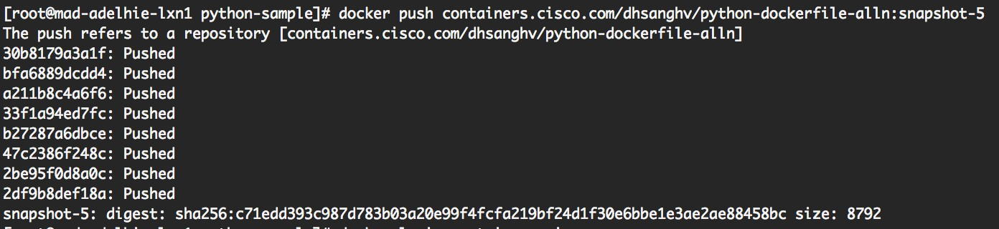 [root@mad-adelhie-lxn1 python-sample]# docker push containers.cisco.com/dhsanghv/python-dockerfile-alln:snapshot-5
The push refers to a repository [containers.cisco.com/dhsanghv/python-dockerfile-alln]
30b8179a3a1f: Pushed
bfa6889dcdd4: Pushed
a211b8c4a6f6: Pushed
33f1a94ed7fc: Pushed
b27287a6dbce: Pushed
47c2386f248c: Pushed
2be95f0d8a0c: Pushed
2df9b8def18a: Pushed
snapshot-5: digest: sha256:c71edd393c987d783b03a20e99f4fcfa219bf24d1f30e6bbe1e3ae2ae88458bc size: 8792